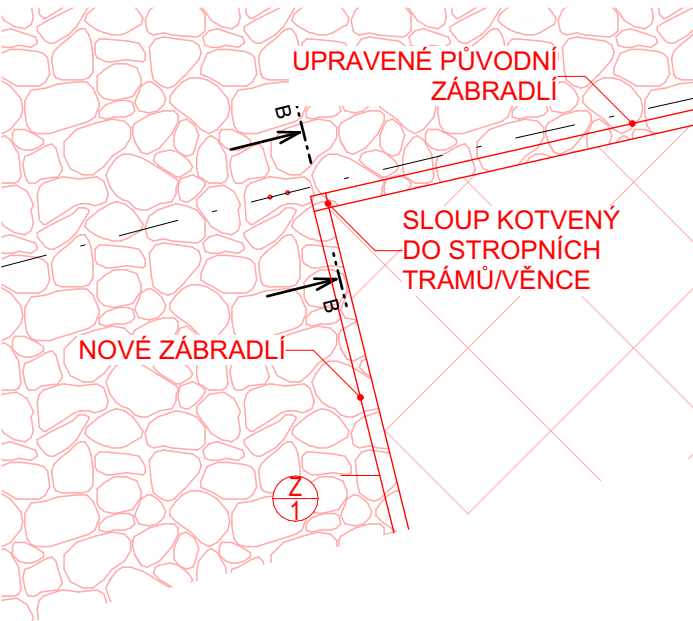 UPRAVENÉ PŮVODNÍ
ZÁBRADLÍ
B
SLOUP KOTVENÝ
DO STROPNÍCH
TRÁMŮ/VĚNCE
B
NOVÉ ZÁBRADLÍ
Z
1